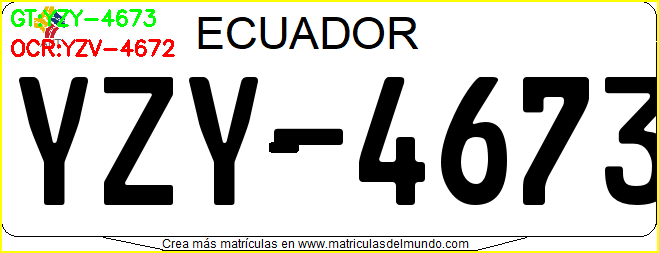 GT:YZY-4673
OCR:YZV-4672
ECUADOR
YZY-4673
Crea más matrículas en www.matriculasdelmundo.com